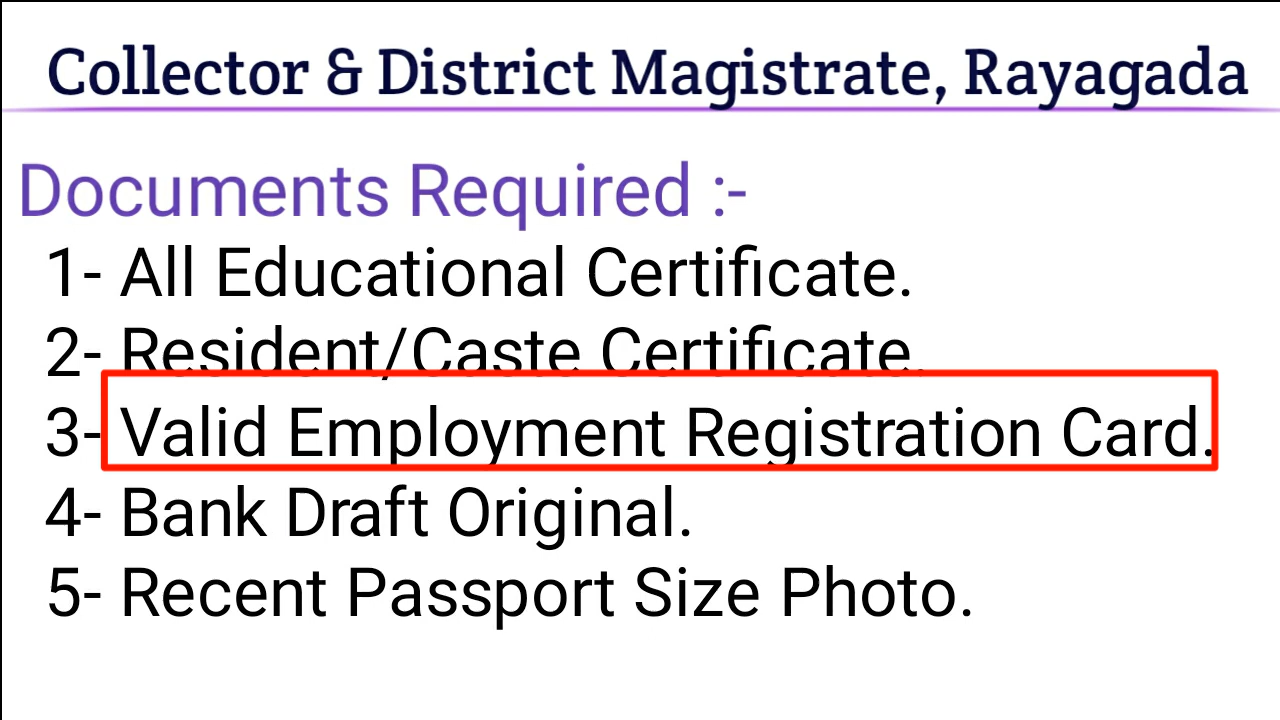 Collector & District Magistrate, Rayagada
Documents Required :-
1- All Educational Certificate.
2- Resident/Caste Certificate.
3- Valid Employment Registration Card.
4- Bank Draft Original.
5- Recent Passport Size Photo.